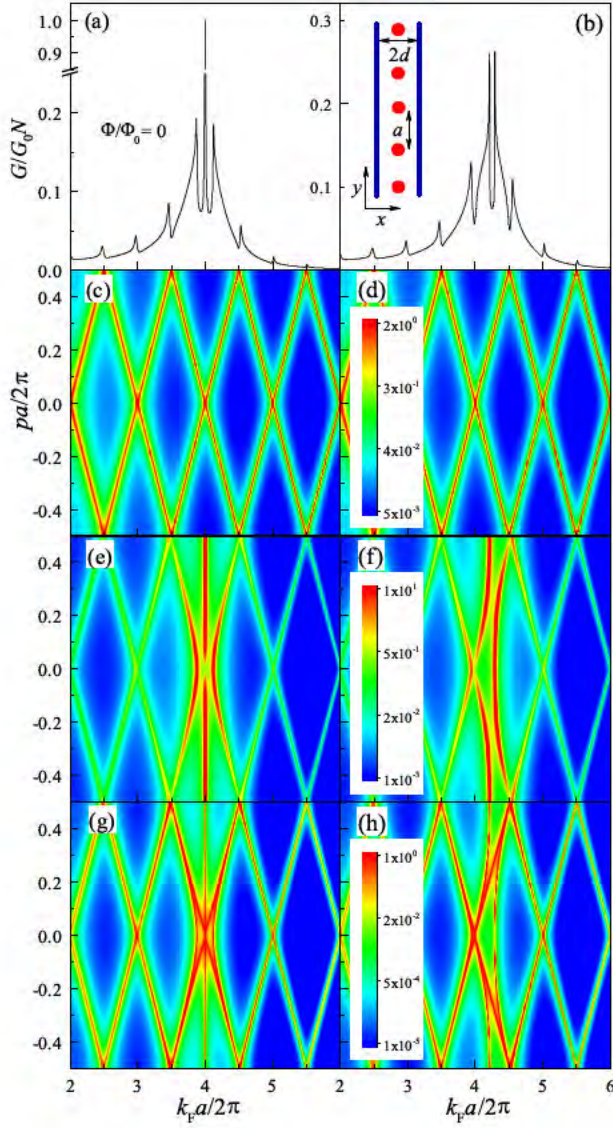 (a)
(b)
1.0
0.9
0.2
0.1
G/G₀N
Φ/Φ₀ = 0
0.3
0.2
0.1
2d
a
y
x
(c)
(d)
0.0
0.4
0.2
0.0
-0.2
-0.4
pa/2π
2x10⁰
3x10⁻¹
4x10⁻²
5x10⁻³
(e)
(f)
0.4
0.2
0.0
-0.2
-0.4
1x10¹
5x10⁻¹
2x10⁻²
1x10⁻³
(g)
(h)
0.4
0.2
0.0
-0.2
-0.4
1x10⁰
2x10⁻²
5x10⁻⁴
2 3 4 5 2 3 4 5 6
k_F a/2π
k_F a/2π